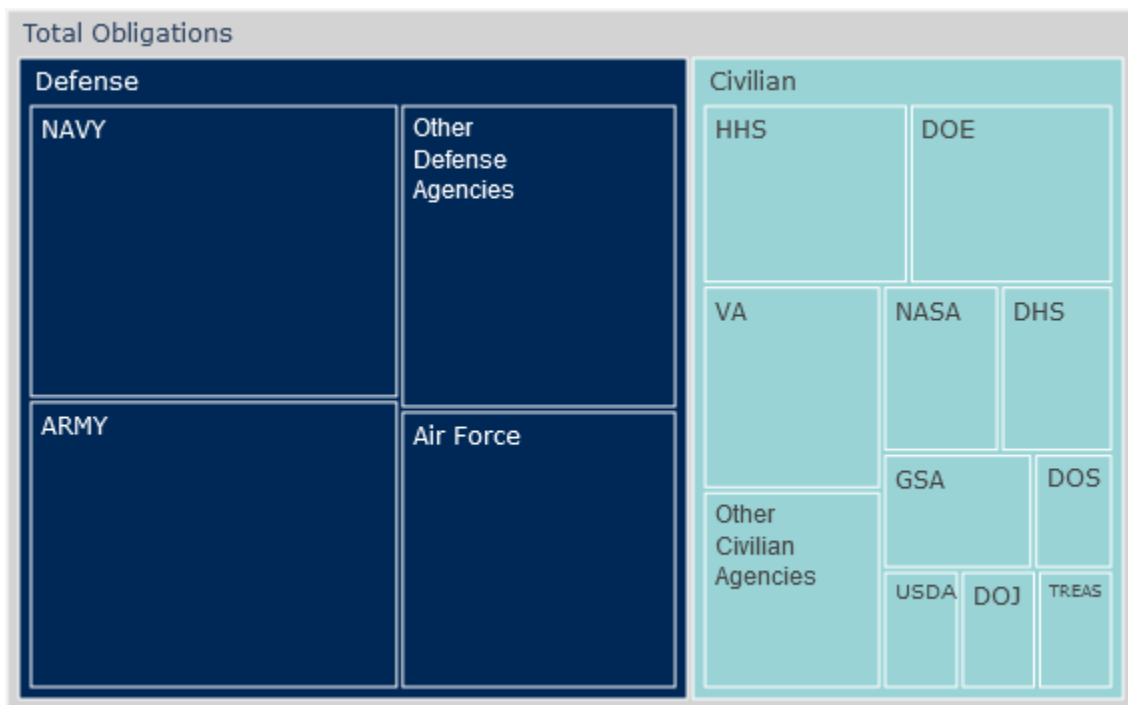 Total Obligations
Defense
NAVY
Other
Defense
Agencies
ARMY
Air Force
Civilian
HHS
DOE
VA
NASA
DHS
GSA
DOS
Other
Civilian
Agencies
USDA
DOJ
TREAS